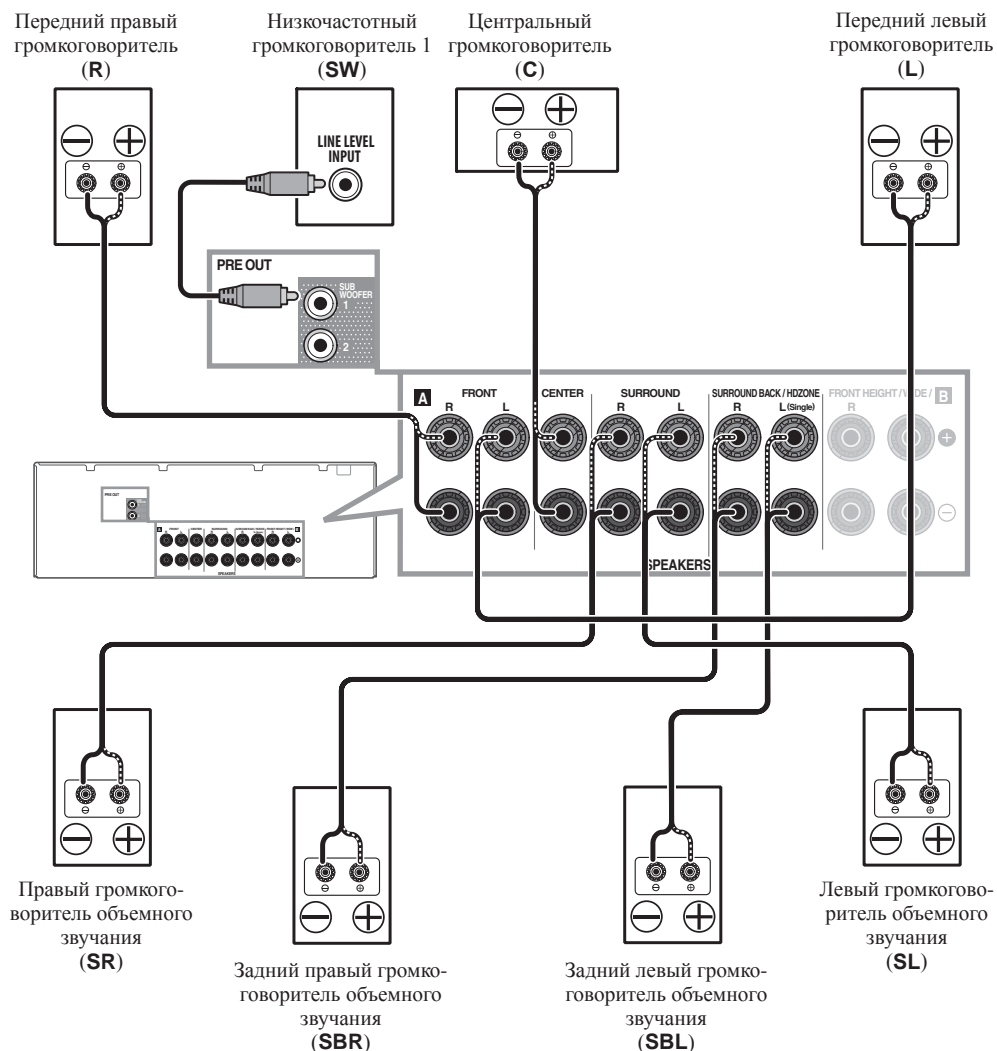 Передний правый
громкоговоритель
(R)
Низкочастотный
громкоговоритель 1
(SW)
Центральный
громкоговоритель
(C)
Передний левый
громкоговоритель
(L)
LINE LEVEL
INPUT
PRE OUT
SUB
WOOFER
1
2
A
FRONT
CENTER
SURROUND
SURROUND BACK / HDZONE
FRONT HEIGHT / WIDE /
B
R
L
R
L
R
L (Single)
R
SPEAKERS
PRE OUT
SPEAKERS
Правый громкого-
воритель объемного
звучания
(SR)
Задний правый громко-
говоритель объемного
звучания
(SBR)
Задний левый громко-
говоритель объемного
звучания
(SBL)
Левый громкогово-
ритель объемного
звучания
(SL)